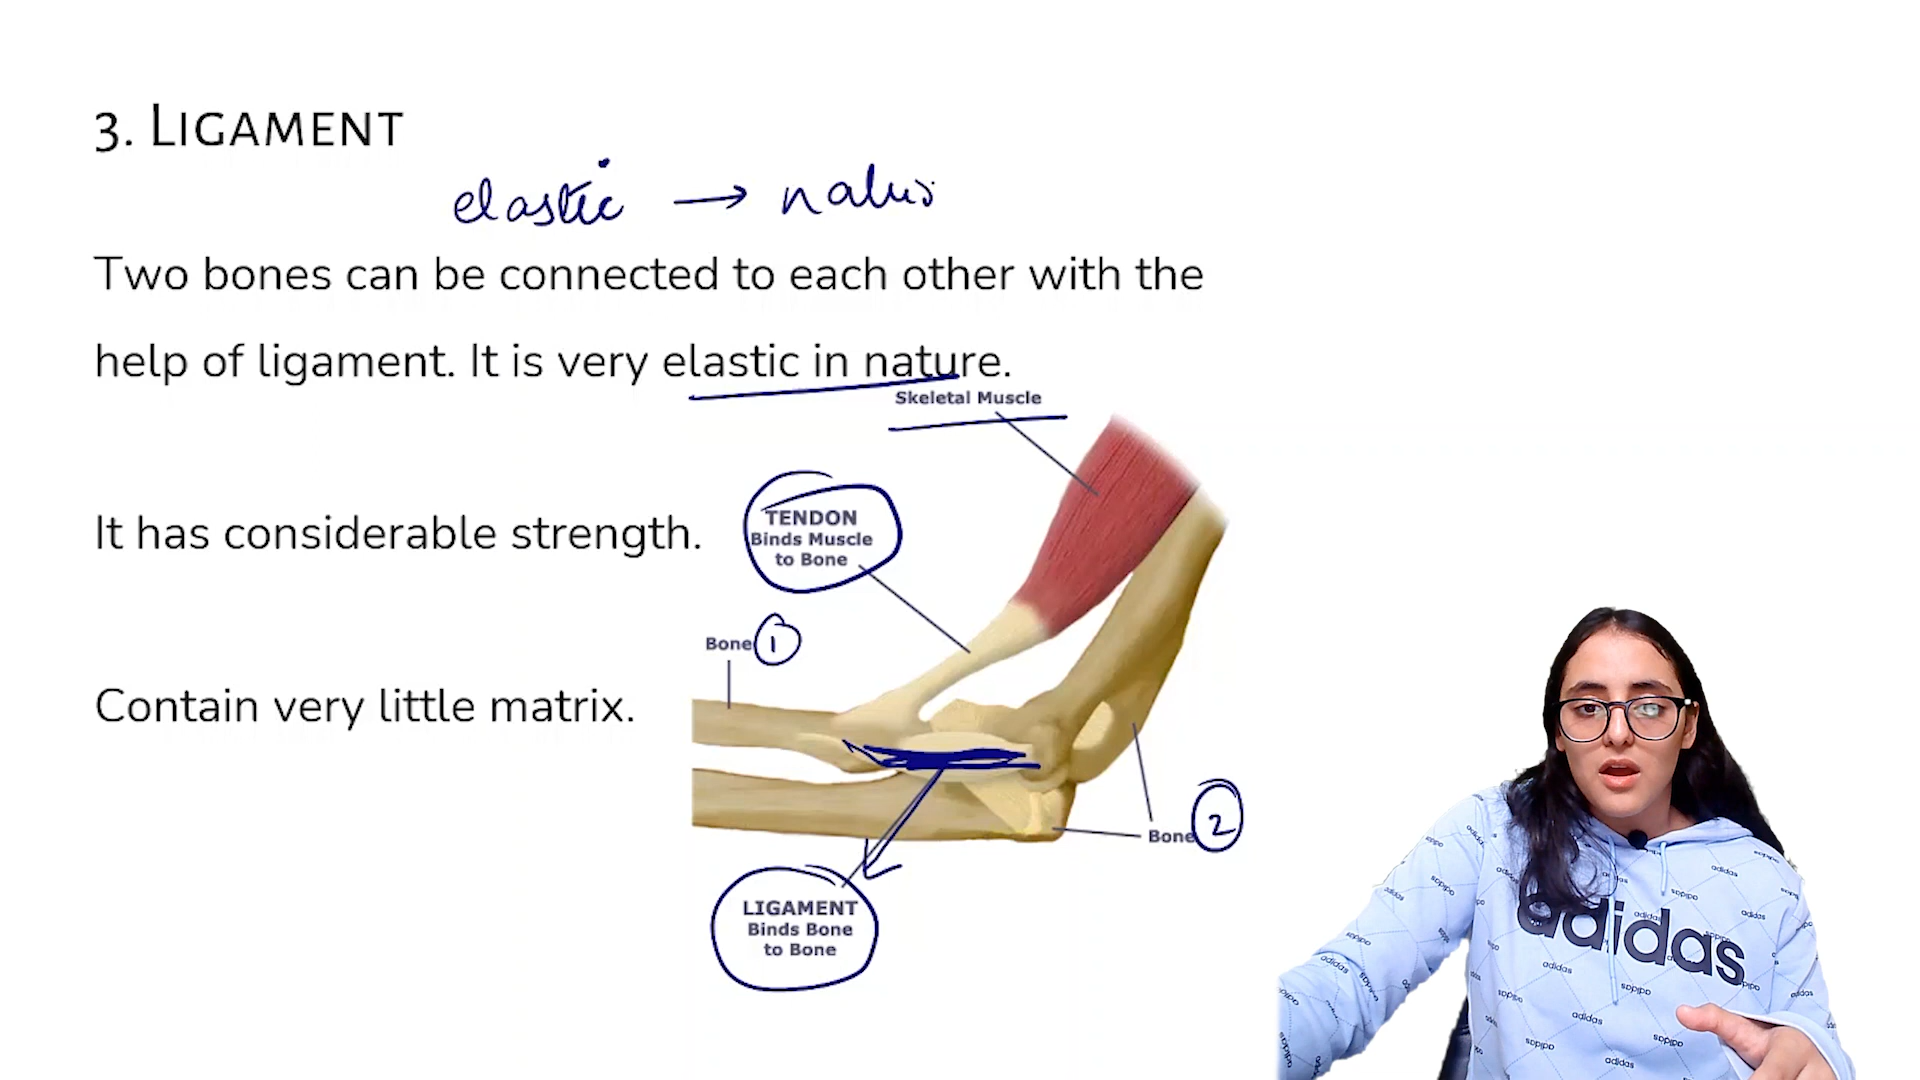 3. LIGAMENT
elastic →
Two bones can be connected to each other with the
help of ligament. It is very elastic in nature.
Skeletal Muscle
TENDON
Binds Muscle
to Bone
It has considerable strength.
Bone 1
Contain very little matrix.
Bone 2
LIGAMENT
Binds Bone
to Bone
adidas